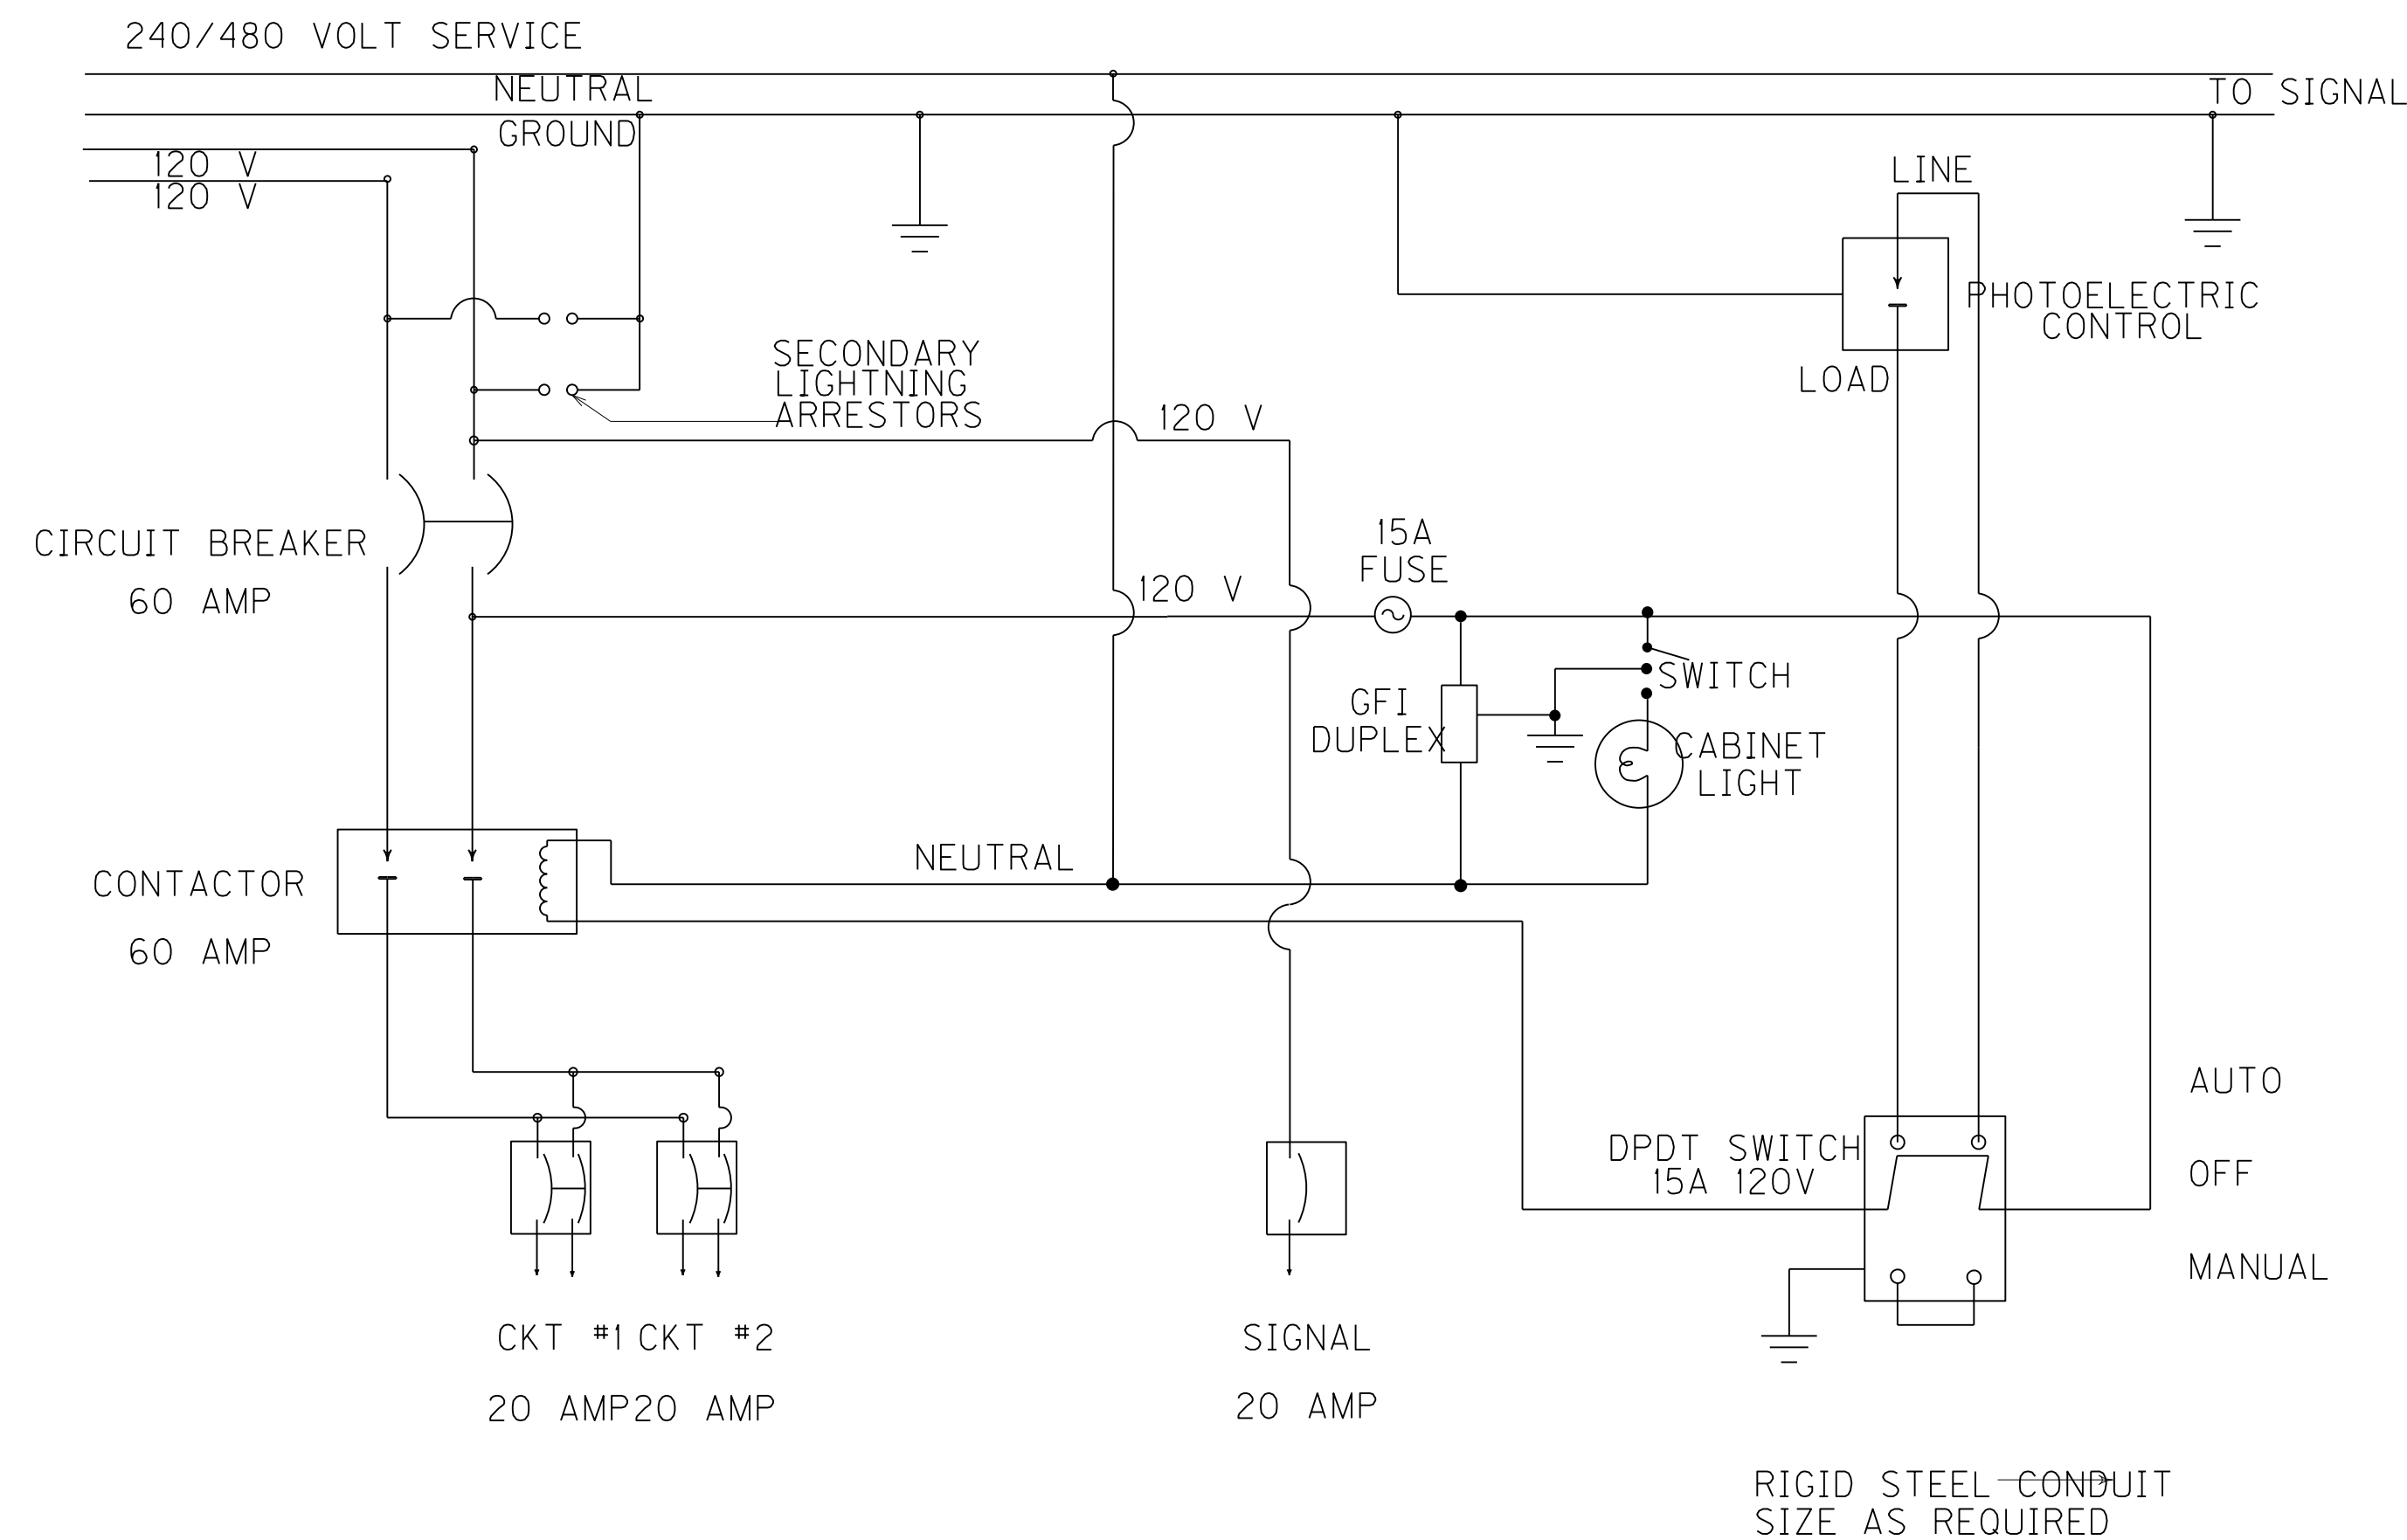 240/480 VOLT SERVICE
NEUTRAL
TO SIGNAL
GROUND
120 V
120 V
LINE
PHOTOELECTRIC
CONTROL
SECONDARY
LIGHTNING
ARRESTORS
LOAD
120 V
15A
FUSE
CIRCUIT BREAKER
60 AMP
120 V
SWITCH
GFI
DUPLEX
CABINET
LIGHT
NEUTRAL
CONTACTOR
60 AMP
AUTO
DPDT SWITCH
15A 120V
OFF
MANUAL
CKT #1
CKT #2
SIGNAL
20 AMP
20 AMP
20 AMP
RIGID STEEL CONDUIT
SIZE AS REQUIRED